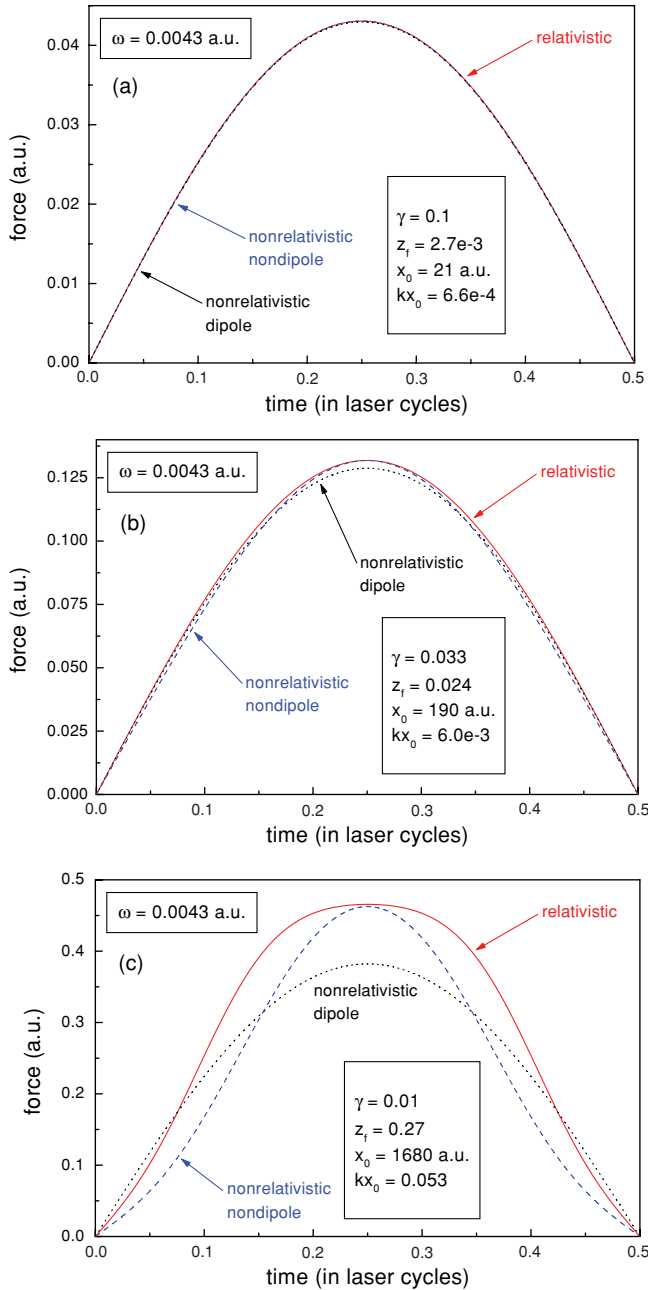 ω = 0.0043 a.u.
(a)
relativistic
nonrelativistic
nondipole
nonrelativistic
dipole
γ = 0.1
z_f = 2.7e-3
x_0 = 21 a.u.
kx_0 = 6.6e-4
force (a.u.)
0.04
0.03
0.02
0.01
0.00
0.0 0.1 0.2 0.3 0.4 0.5
time (in laser cycles)
ω = 0.0043 a.u.
(b)
relativistic
nonrelativistic
dipole
nonrelativistic
nondipole
γ = 0.033
z_f = 0.024
x_0 = 190 a.u.
kx_0 = 6.0e-3
force (a.u.)
0.125
0.100
0.075
0.050
0.025
0.000
0.0 0.1 0.2 0.3 0.4 0.5
time (in laser cycles)
ω = 0.0043 a.u.
(c)
relativistic
nonrelativistic
dipole
nonrelativistic
nondipole
γ = 0.01
z_f = 0.27
x_0 = 1680 a.u.
kx_0 = 0.053
force (a.u.)
0.5
0.4
0.3
0.2
0.1
0.0
0.0 0.1 0.2 0.3 0.4 0.5
time (in laser cycles)